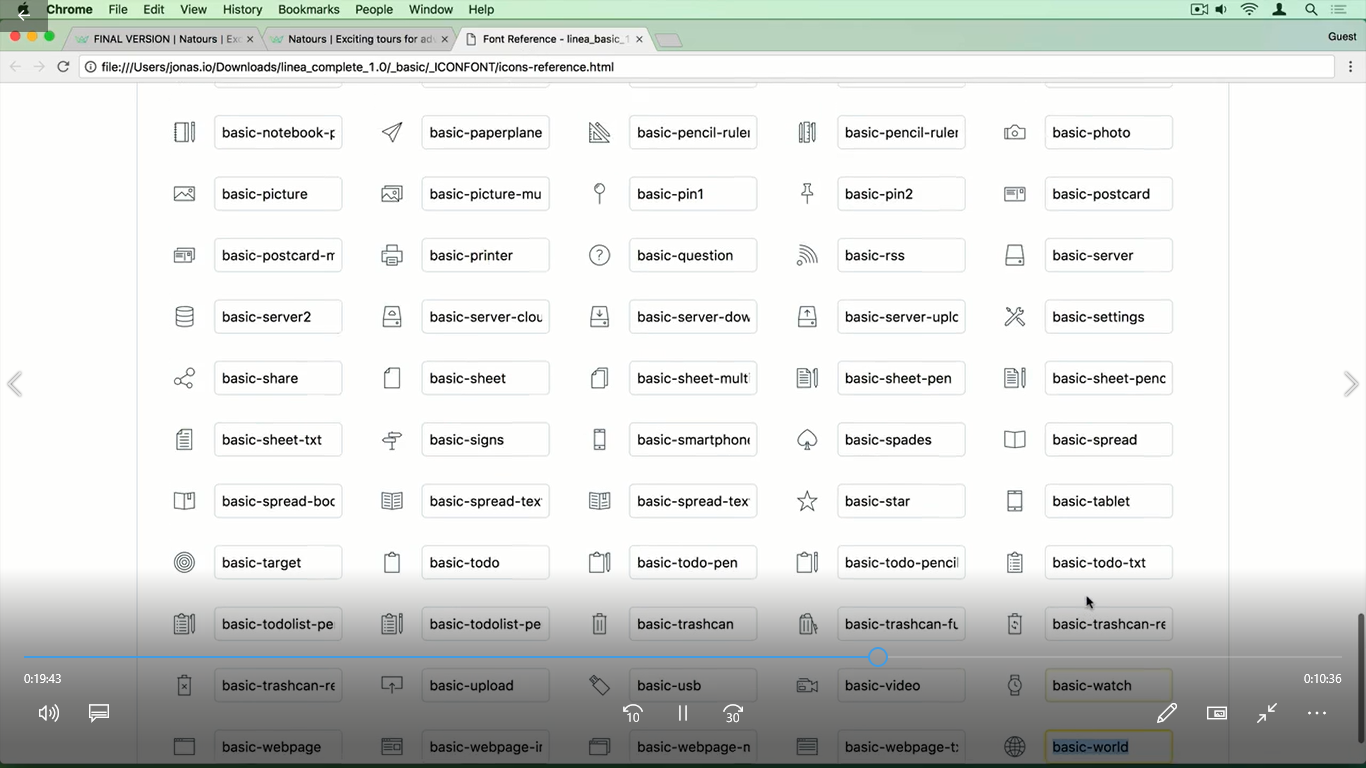 Chrome File Edit View History Bookmarks People Window Help
FINAL VERSION | Natours | Exc Natours | Exciting tours for adv Font Reference - linea_basic_1 Guest
file:///Users/jonas.io/Downloads/linea_complete_1.0/_basic/_ICONFONT/icons-reference.html
basic-notebook-p basic-paperplane basic-pencil-ruler basic-pencil-ruler basic-photo
basic-picture basic-picture-mu basic-pin1 basic-pin2 basic-postcard
basic-postcard-m basic-printer basic-question basic-rss basic-server
basic-server2 basic-server-clou basic-server-dow basic-server-uplo basic-settings
basic-share basic-sheet basic-sheet-multi basic-sheet-pen basic-sheet-penc
basic-sheet-txt basic-signs basic-smartphone basic-spades basic-spread
basic-spread-boo basic-spread-tex basic-spread-tex basic-star basic-tablet
basic-target basic-todo basic-todo-pen basic-todo-pencil basic-todo-txt
basic-todolist-pe basic-todolist-pe basic-trashcan basic-trashcan-fu basic-trashcan-re
0:19:43 0:10:36
basic-trashcan-re basic-upload basic-usb basic-video basic-watch
10 30
basic-webpage basic-webpage-in basic-webpage-m basic-webpage-tx basic-world